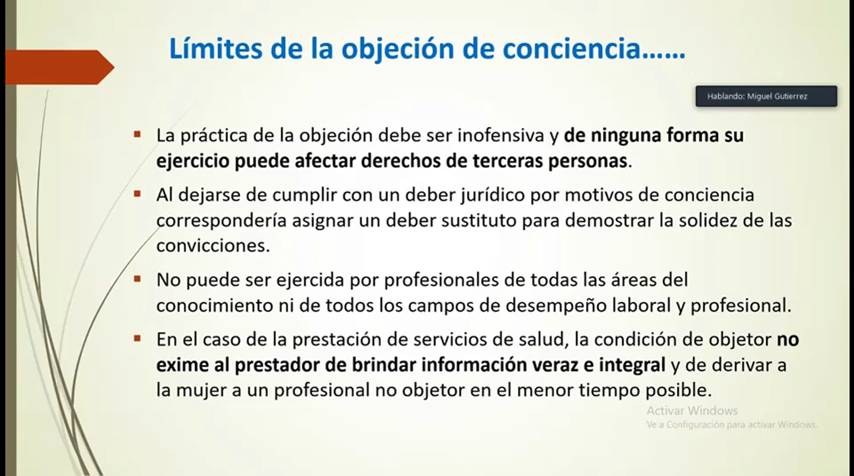 Límites de la objeción de conciencia……
Hablando: Miguel Gutierrez
▪ La práctica de la objeción debe ser inofensiva y de ninguna forma su
ejercicio puede afectar derechos de terceras personas.
▪ Al dejarse de cumplir con un deber jurídico por motivos de conciencia
correspondería asignar un deber sustituto para demostrar la solidez de las
convicciones.
▪ No puede ser ejercida por profesionales de todas las áreas del
conocimiento ni de todos los campos de desempeño laboral y profesional.
▪ En el caso de la prestación de servicios de salud, la condición de objetor no
exime al prestador de brindar información veraz e integral y de derivar a
la mujer a un profesional no objetor en el menor tiempo posible.
Activar Windows
Ve a Configuración para activar Windows.